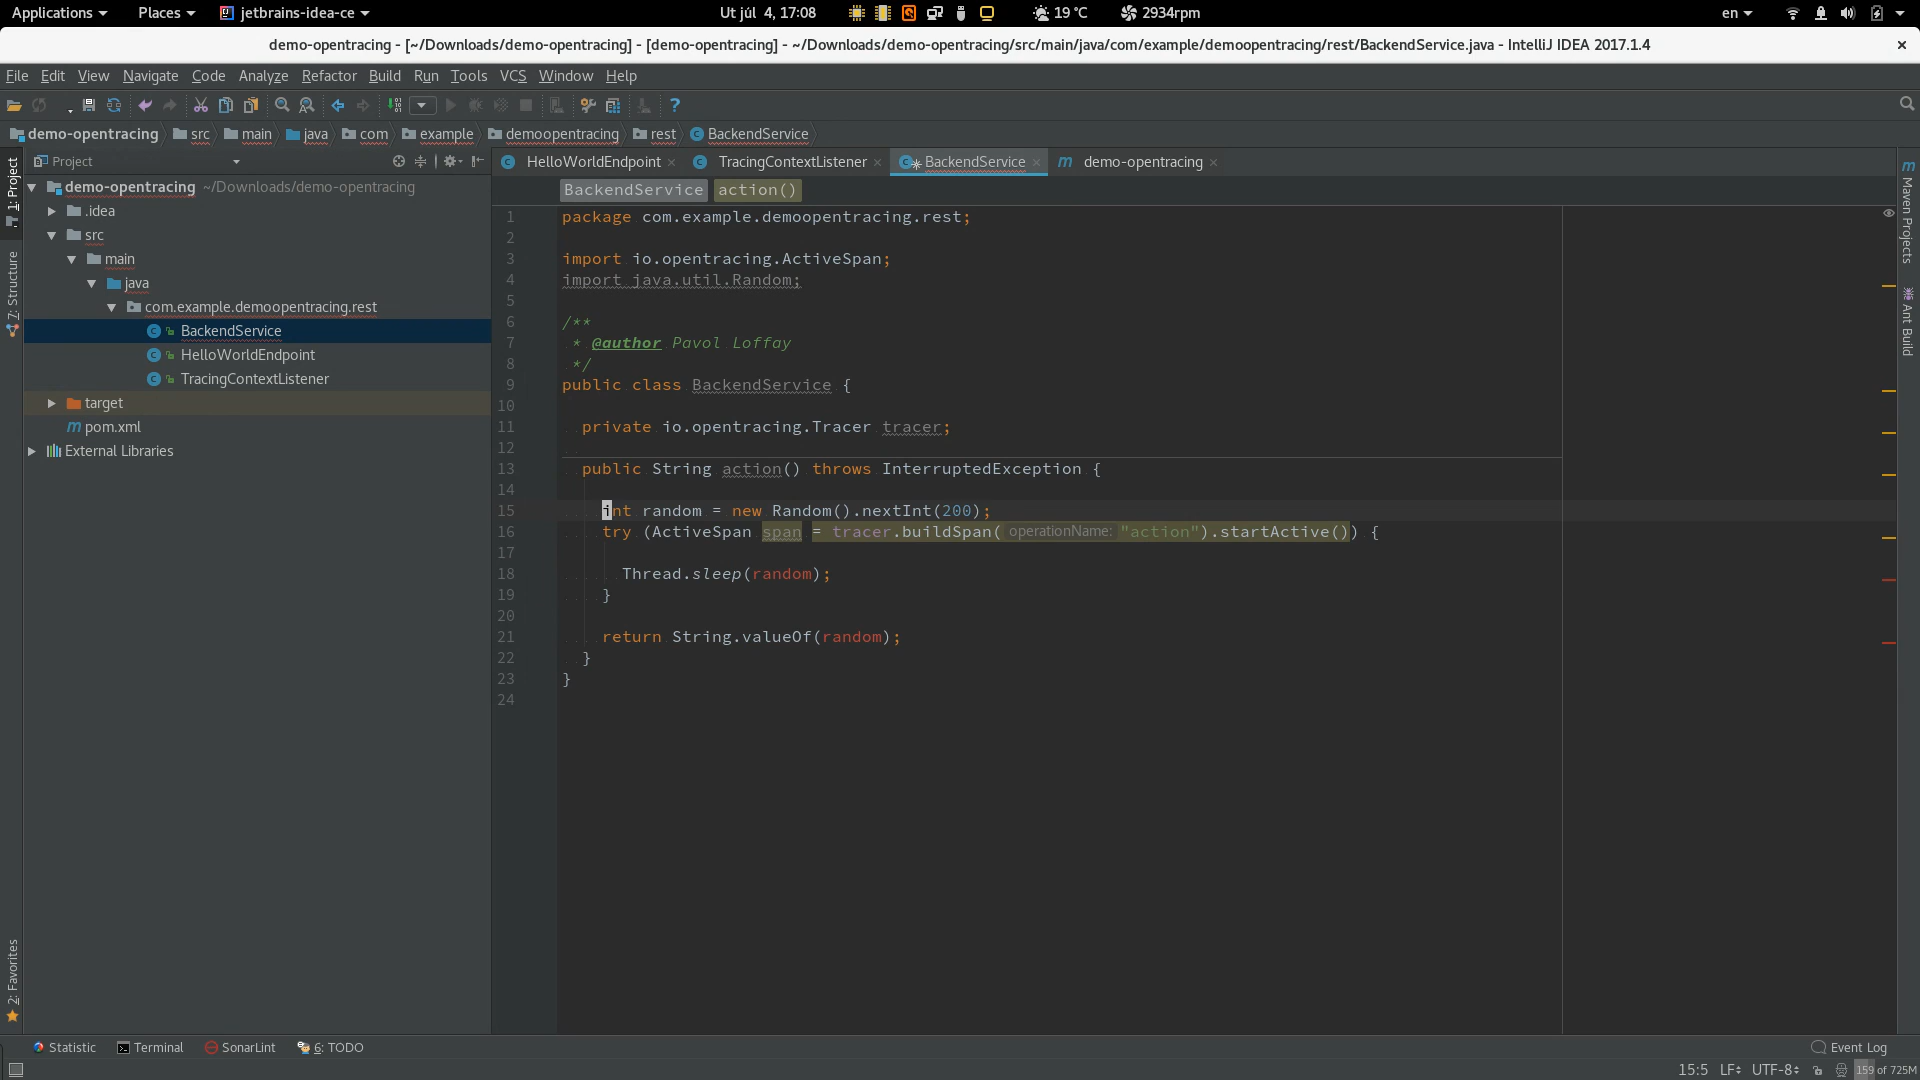 Applications Places jetbrains-idea-ce Ut júl 4, 17:08 19 °C 2934rpm en
demo-opentracing - [~/Downloads/demo-opentracing] - [demo-opentracing] - ~/Downloads/demo-opentracing/src/main/java/com/example/demoopentracing/rest/BackendService.java - IntelliJ IDEA 2017.1.4
File Edit View Navigate Code Analyze Refactor Build Run Tools VCS Window Help
demo-opentracing src main java com example demoopentracing rest BackendService
1: Project
7: Structure
2: Favorites
Project
demo-opentracing ~/Downloads/demo-opentracing
.idea
src
main
java
com.example.demoopentracing.rest
BackendService
HelloWorldEndpoint
TracingContextListener
target
pom.xml
External Libraries
HelloWorldEndpoint TracingContextListener BackendService demo-opentracing
BackendService action()
1 package com.example.demoopentracing.rest;
2
3 import io.opentracing.ActiveSpan;
4 import java.util.Random;
5
6 /**
7 * @author Pavol Loffay
8 */
9 public class BackendService {
10
11 private io.opentracing.Tracer tracer;
12
13 public String action() throws InterruptedException {
14
15 int random = new Random().nextInt(200);
16 try (ActiveSpan span = tracer.buildSpan( operationName: "action").startActive()) {
17
18 Thread.sleep(random);
19 }
20
21 return String.valueOf(random);
22 }
23 }
24
Maven Projects
Ant Build
Statistic Terminal SonarLint 6: TODO Event Log
15:5 LF UTF-8 159 of 725M